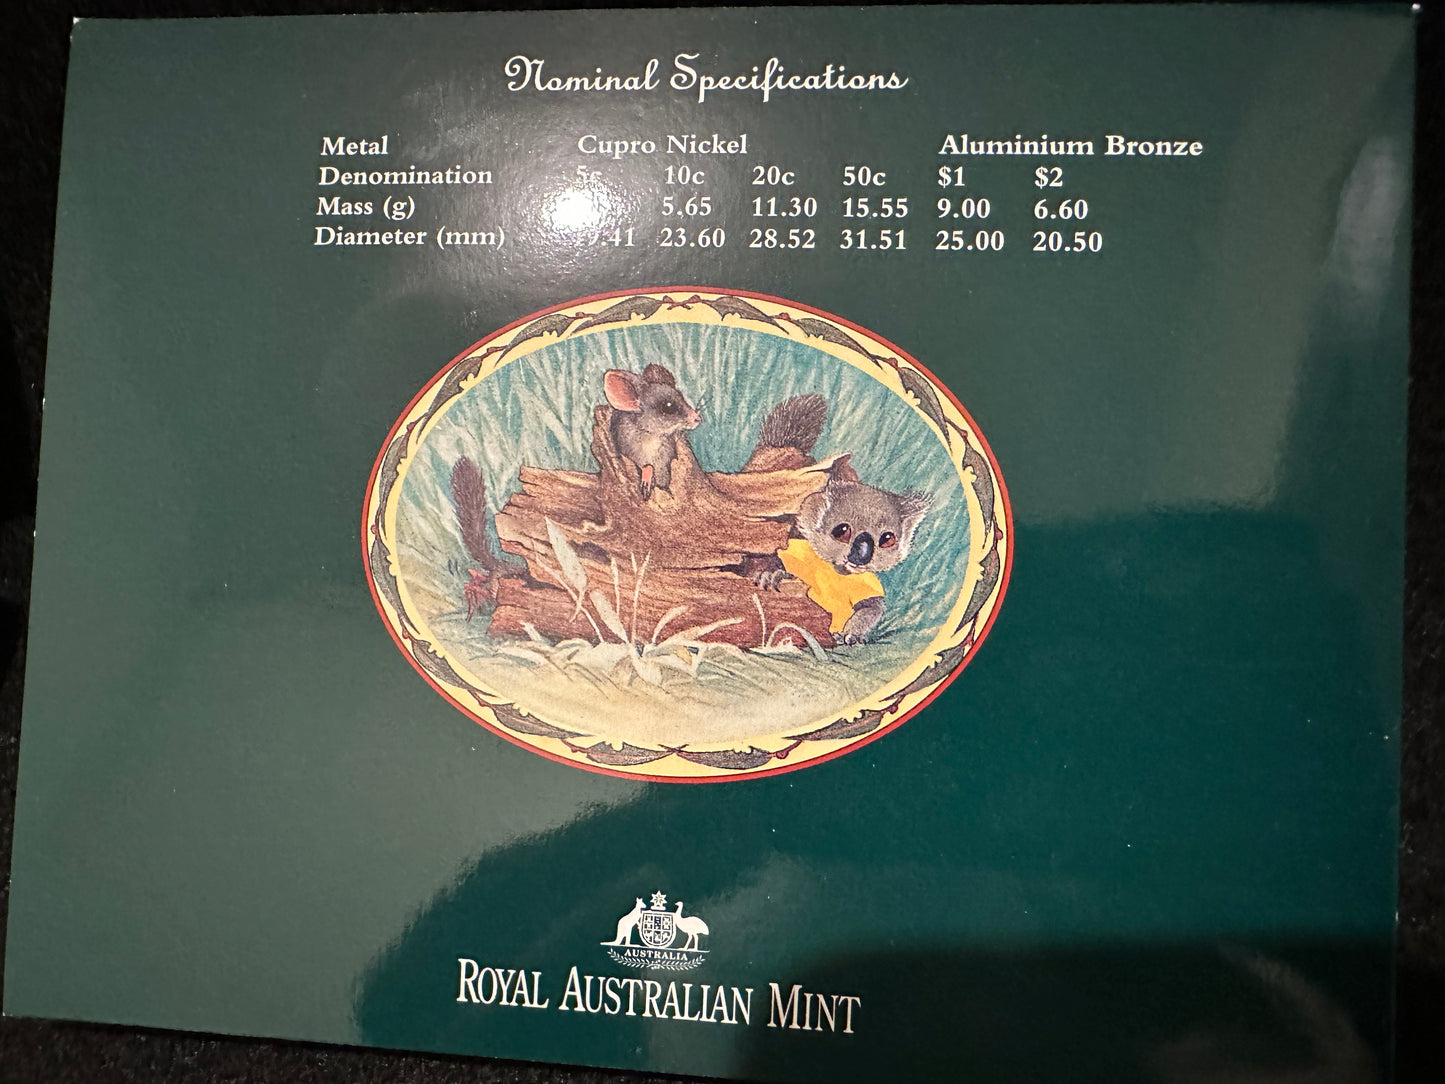 Nominal Specifications
Metal Cupro Nickel Aluminium Bronze
Denomination 5c 10c 20c 50c $1 $2
Mass (g) 5.65 11.30 15.55 9.00 6.60
Diameter (mm) 23.60 28.52 31.51 25.00 20.50
AUSTRALIA
ROYAL AUSTRALIAN MINT